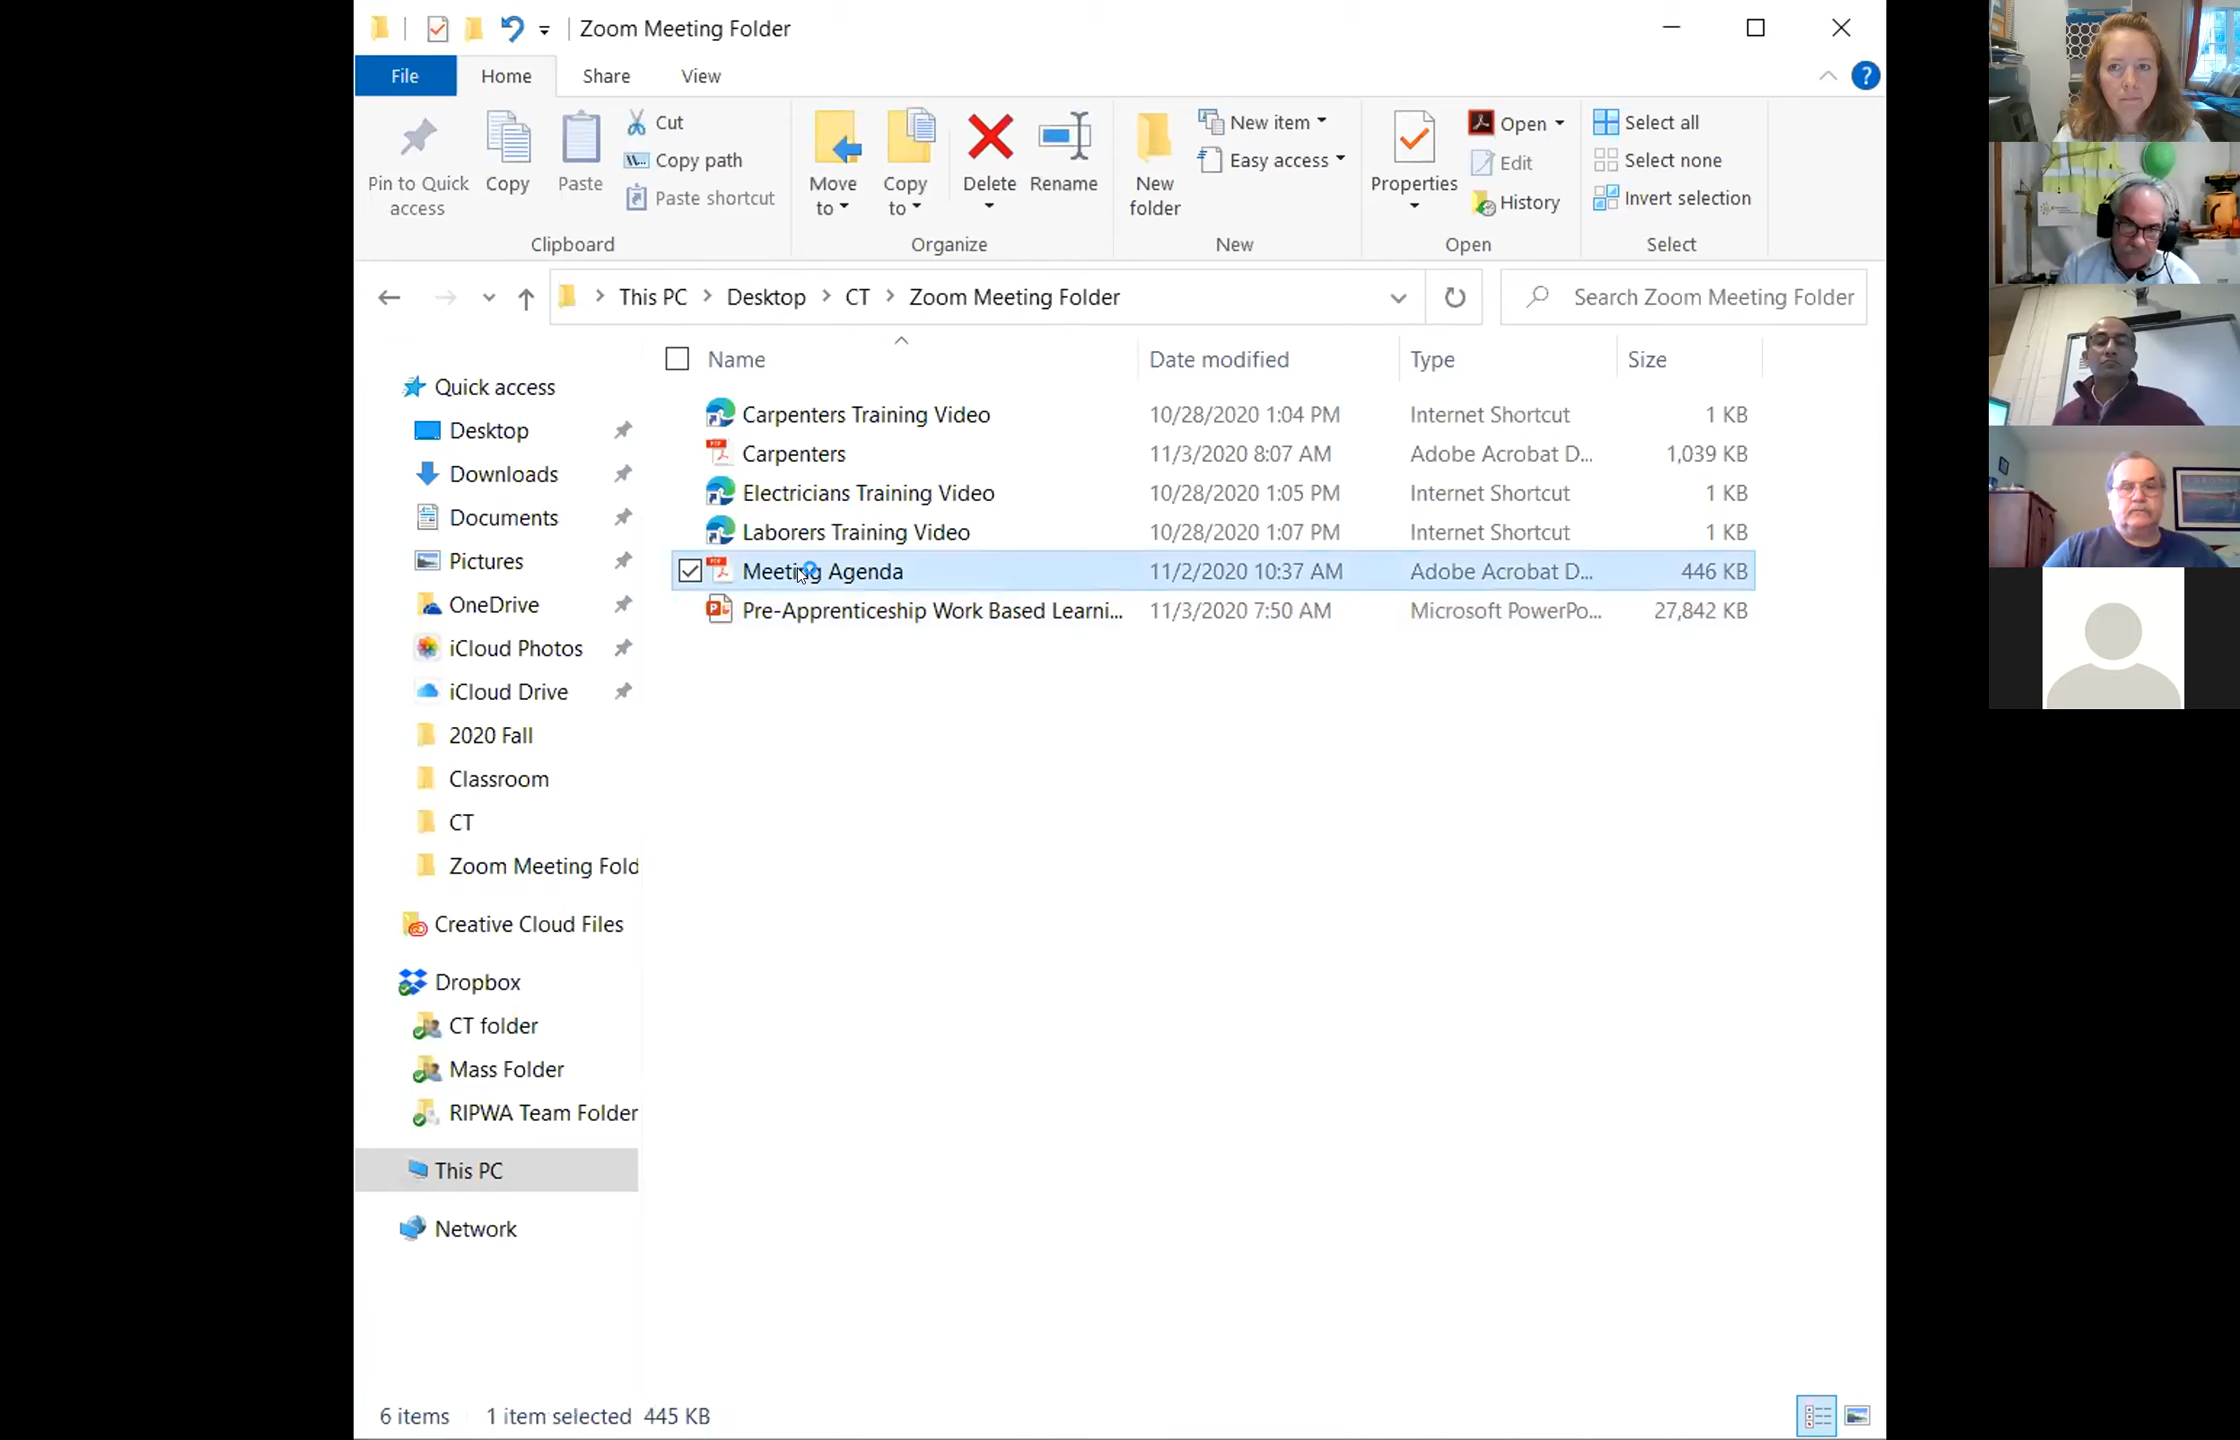 Zoom Meeting Folder
File Home Share View
Pin to Quick access
Copy
Paste
Cut
Copy path
Paste shortcut
Clipboard
Move to
Copy to
Delete
Rename
Organize
New folder
New item
Easy access
New
Properties
Open
Edit
History
Open
Select all
Select none
Invert selection
Select
This PC Desktop CT Zoom Meeting Folder
Search Zoom Meeting Folder
Name Date modified Type Size
Carpenters Training Video 10/28/2020 1:04 PM Internet Shortcut 1 KB
Carpenters 11/3/2020 8:07 AM Adobe Acrobat D... 1,039 KB
Electricians Training Video 10/28/2020 1:05 PM Internet Shortcut 1 KB
Laborers Training Video 10/28/2020 1:07 PM Internet Shortcut 1 KB
Meeting Agenda 11/2/2020 10:37 AM Adobe Acrobat D... 446 KB
Pre-Apprenticeship Work Based Learni... 11/3/2020 7:50 AM Microsoft PowerPo... 27,842 KB
Quick access
Desktop
Downloads
Documents
Pictures
OneDrive
iCloud Photos
iCloud Drive
2020 Fall
Classroom
CT
Zoom Meeting Fold
Creative Cloud Files
Dropbox
CT folder
Mass Folder
RIPWA Team Folder
This PC
Network
6 items 1 item selected 445 KB